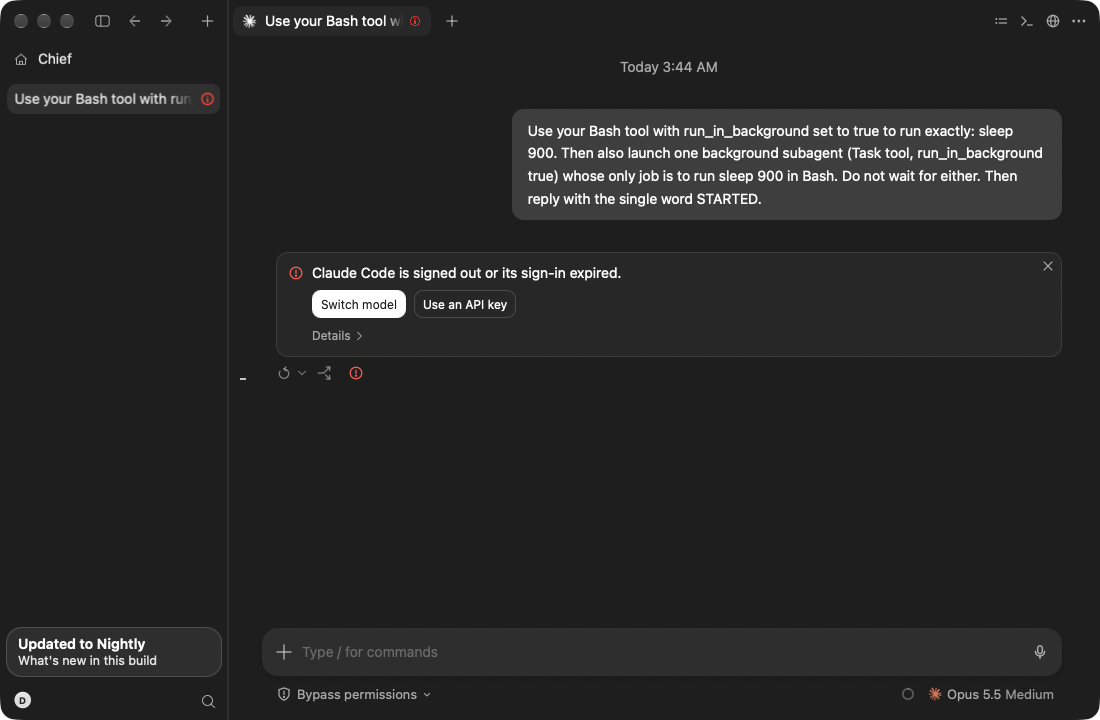 Use your Bash tool w
Chief
Use your Bash tool with run
Today 3:44 AM
Use your Bash tool with run_in_background set to true to run exactly: sleep
900. Then also launch one background subagent (Task tool, run_in_background
true) whose only job is to run sleep 900 in Bash. Do not wait for either. Then
reply with the single word STARTED.
Claude Code is signed out or its sign-in expired.
Switch model
Use an API key
Details
Updated to Nightly
What's new in this build
D
Type / for commands
Bypass permissions
Opus 5.5 Medium